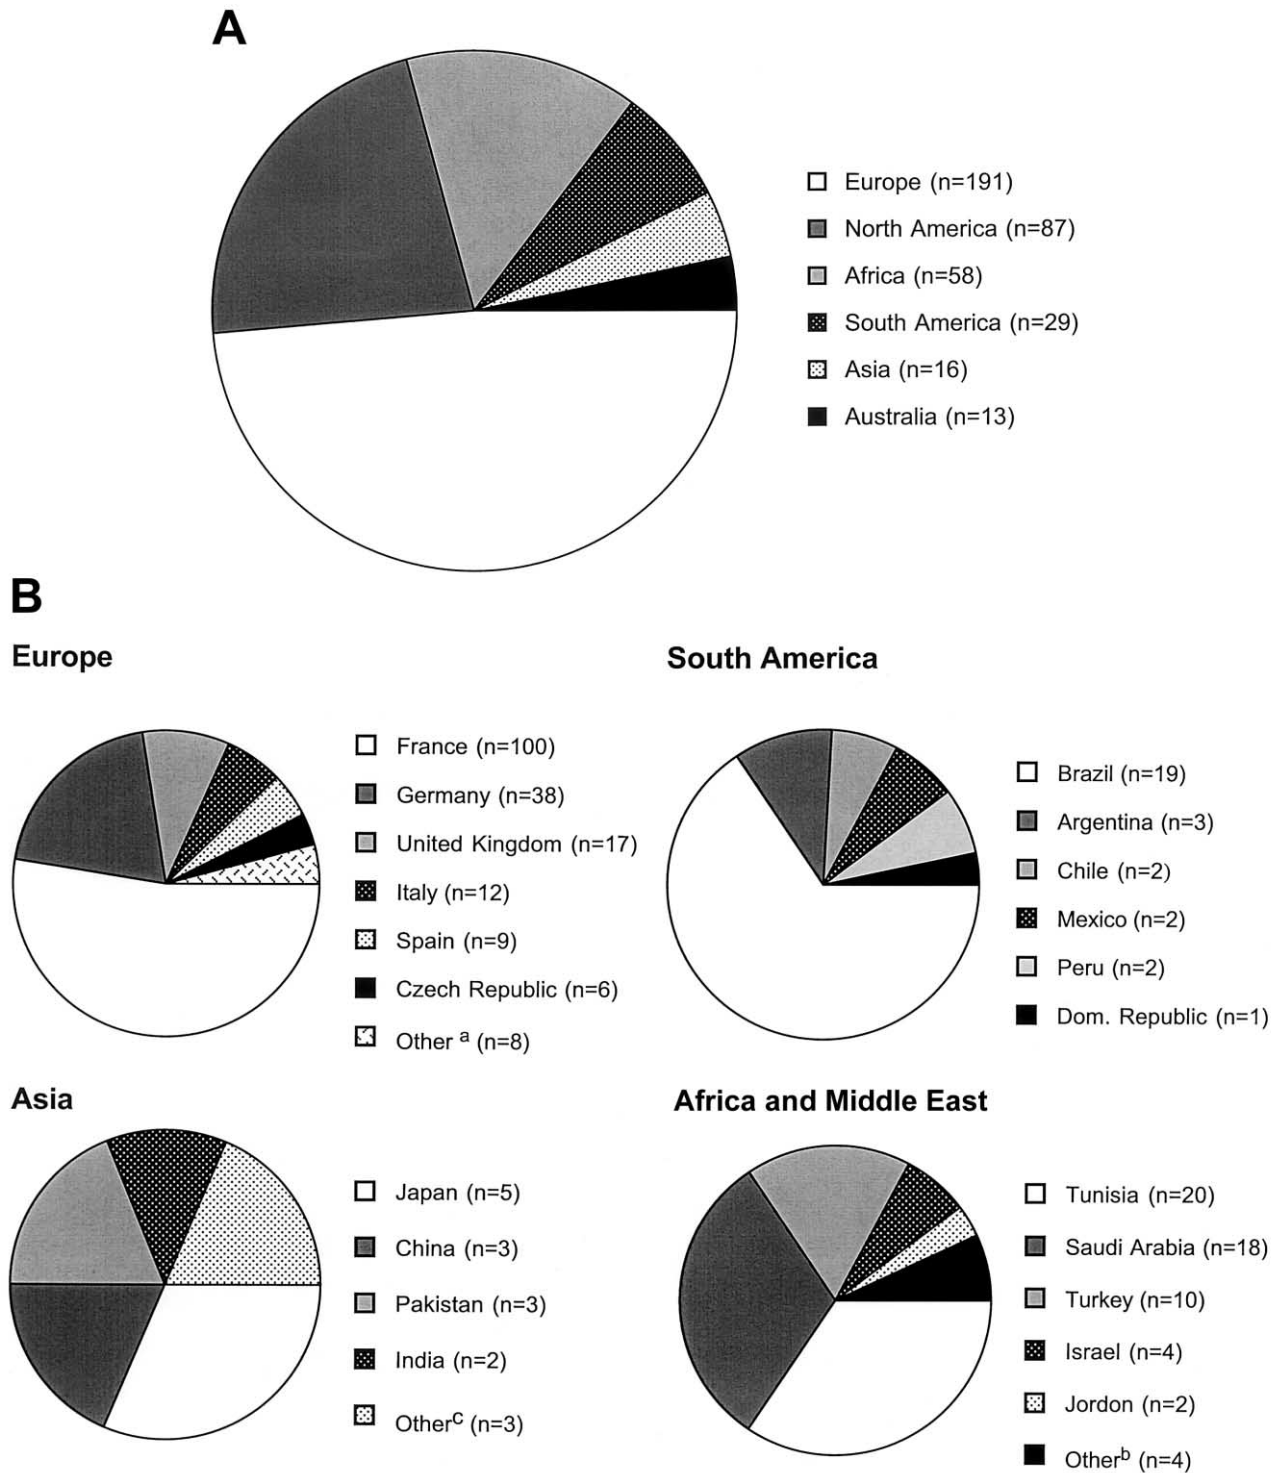 A
Europe (n=191)
North America (n=87)
Africa (n=58)
South America (n=29)
Asia (n=16)
Australia (n=13)
B
Europe
France (n=100)
Germany (n=38)
United Kingdom (n=17)
Italy (n=12)
Spain (n=9)
Czech Republic (n=6)
Other a (n=8)
South America
Brazil (n=19)
Argentina (n=3)
Chile (n=2)
Mexico (n=2)
Peru (n=2)
Dom. Republic (n=1)
Asia
Japan (n=5)
China (n=3)
Pakistan (n=3)
India (n=2)
Otherc (n=3)
Africa and Middle East
Tunisia (n=20)
Saudi Arabia (n=18)
Turkey (n=10)
Israel (n=4)
Jordon (n=2)
Otherb (n=4)